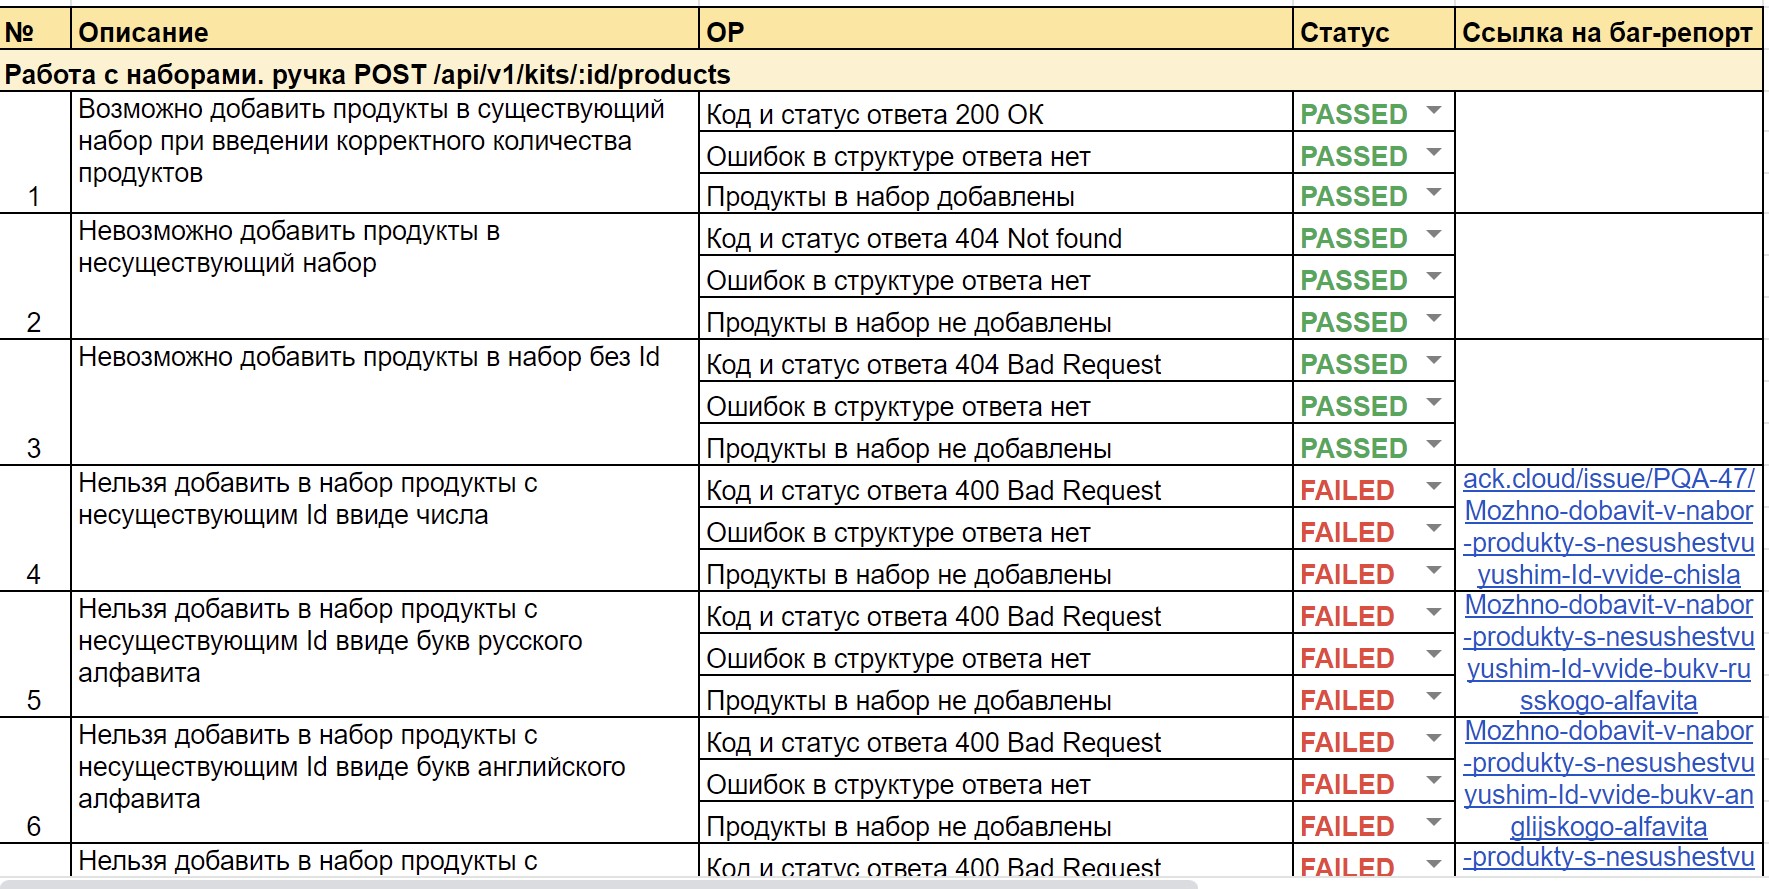 № Описание ОР Статус Ссылка на баг-репорт
Работа с наборами. ручка POST /api/v1/kits/:id/products
1
Возможно добавить продукты в существующий
набор при введении корректного количества
продуктов
Код и статус ответа 200 ОК PASSED
Ошибок в структуре ответа нет PASSED
Продукты в набор добавлены PASSED
2
Невозможно добавить продукты в
несуществующий набор
Код и статус ответа 404 Not found PASSED
Ошибок в структуре ответа нет PASSED
Продукты в набор не добавлены PASSED
3
Невозможно добавить продукты в набор без Id
Код и статус ответа 404 Bad Request PASSED
Ошибок в структуре ответа нет PASSED
Продукты в набор не добавлены PASSED
4
Нельзя добавить в набор продукты с
несуществующим Id ввиде числа
Код и статус ответа 400 Bad Request FAILED
Ошибок в структуре ответа нет FAILED
Продукты в набор не добавлены FAILED
ack.cloud/issue/PQA-47/
Mozhno-dobavit-v-nabor
-produkty-s-nesushestvu
yushim-Id-vvide-chisla
5
Нельзя добавить в набор продукты с
несуществующим Id ввиде букв русского
алфавита
Код и статус ответа 400 Bad Request FAILED
Ошибок в структуре ответа нет FAILED
Продукты в набор не добавлены FAILED
Mozhno-dobavit-v-nabor
-produkty-s-nesushestvu
yushim-Id-vvide-bukv-ru
sskogo-alfavita
6
Нельзя добавить в набор продукты с
несуществующим Id ввиде букв английского
алфавита
Код и статус ответа 400 Bad Request FAILED
Ошибок в структуре ответа нет FAILED
Продукты в набор не добавлены FAILED
Mozhno-dobavit-v-nabor
-produkty-s-nesushestvu
yushim-Id-vvide-bukv-an
glijskogo-alfavita
Нельзя добавить в набор продукты с
Код и статус ответа 400 Bad Request FAILED
-produkty-s-nesushestvu